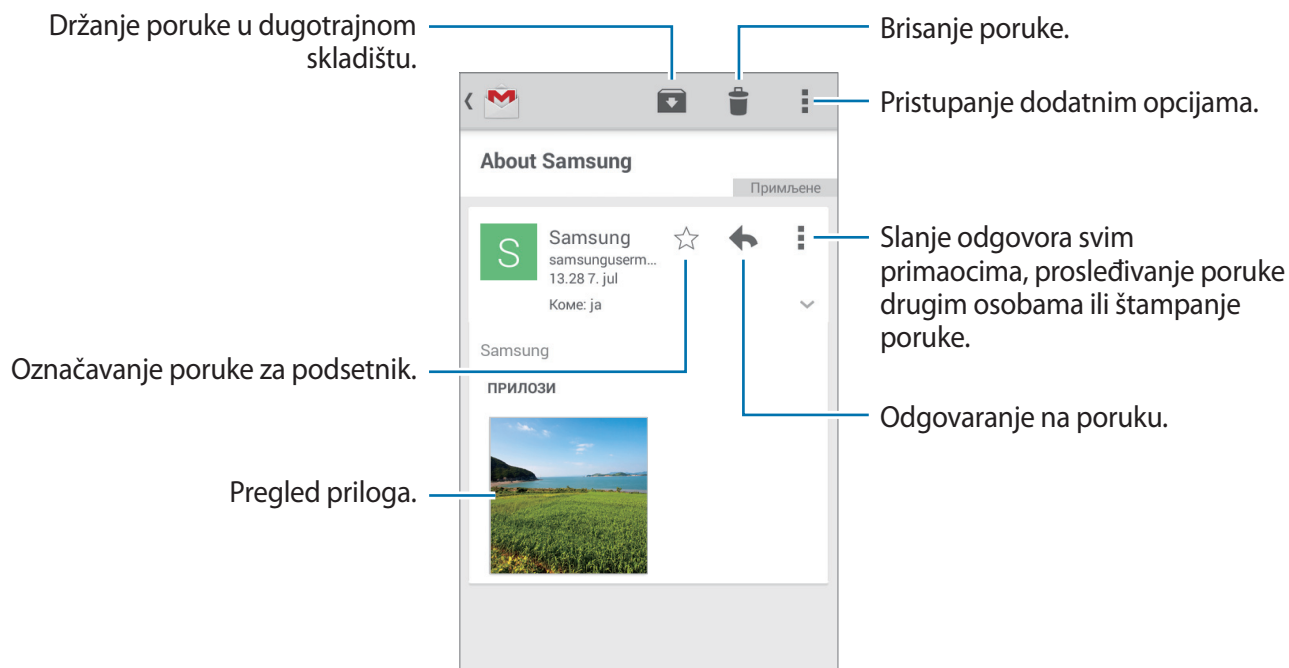 Držanje poruke u dugotrajnom
skladištu.
Brisanje poruke.
Pristupanje dodatnim opcijama.
About Samsung
Примљене
S
Samsung
samsunguserm...
13.28 7. jul
Коме: ja
Slanje odgovora svim
primaocima, prosleđivanje poruke
drugim osobama ili štampanje
poruke.
Samsung
Označavanje poruke za podsetnik.
ПРИЛОЗИ
Odgovaranje na poruku.
Pregled priloga.